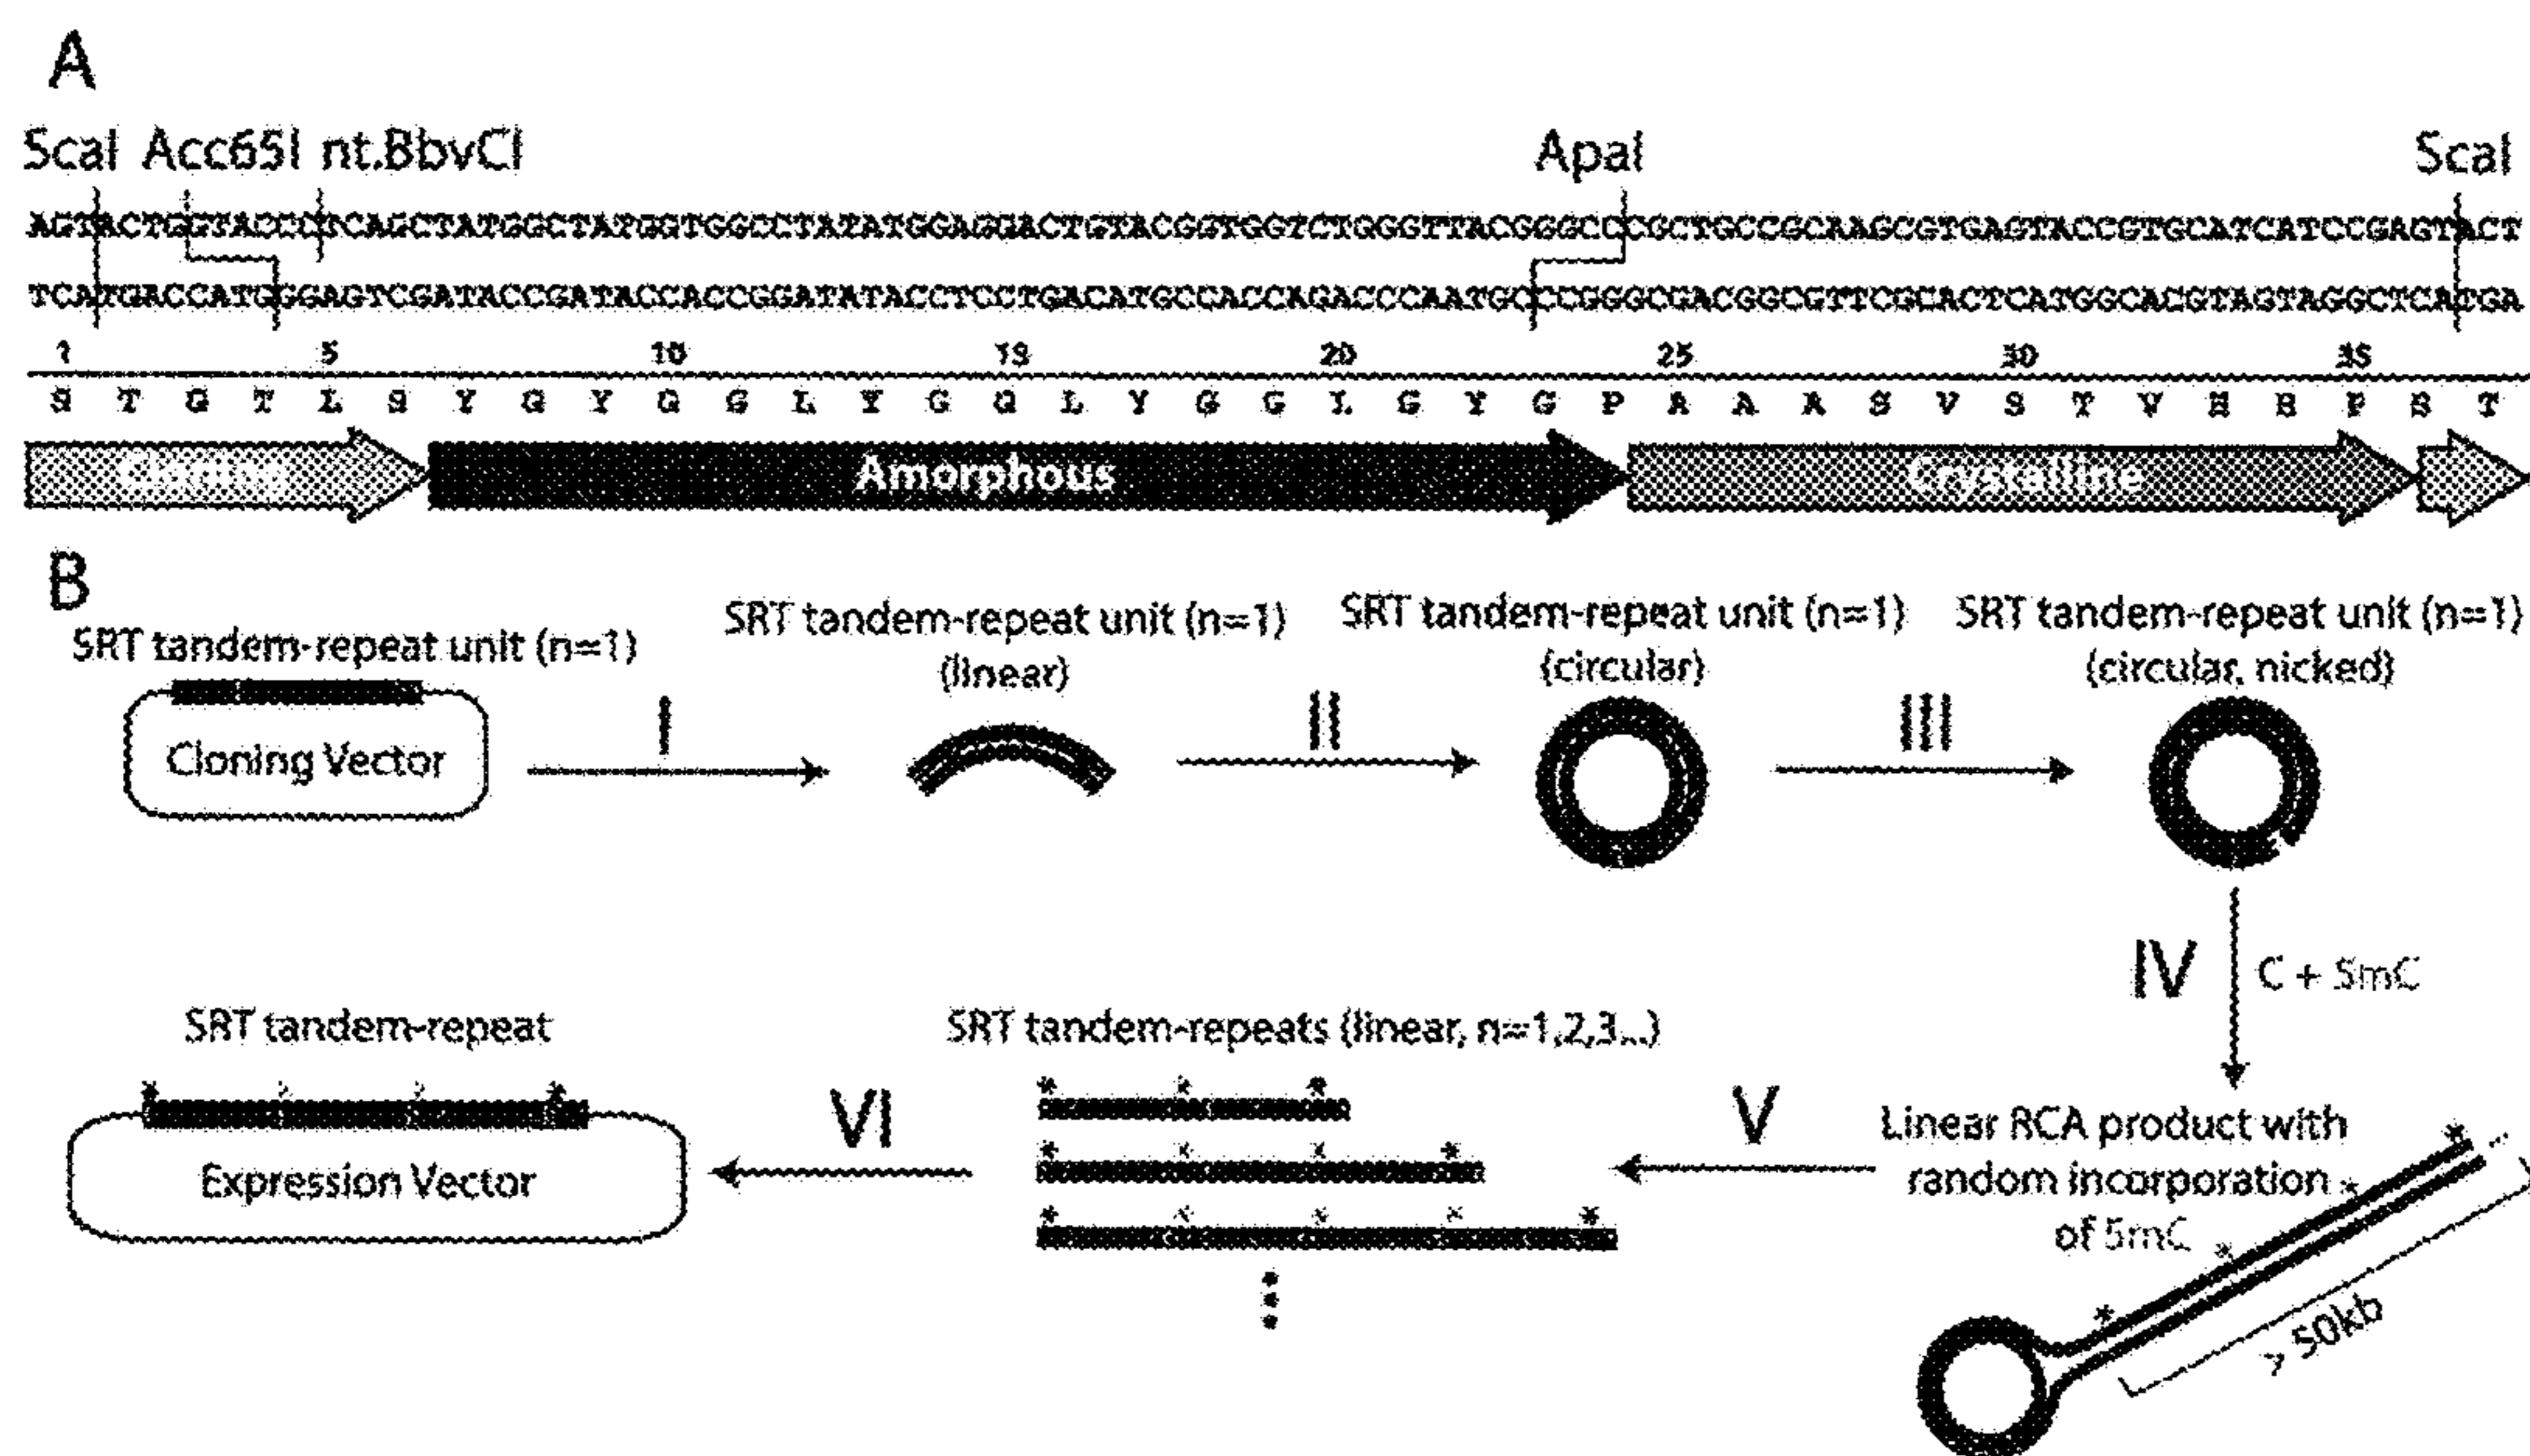 A
ScaI Acc65I nt.BbvCI ApaI ScaI
AGTACTGGTACCCTCAGCTATGGCTATGGTGGCCTATATGGAGGACTGTACGGTGGTCTGGGTTACGGGCCCGCTGCCGCAAGCGTGAGTACCGTGCATCATCCGAGTACT
TCATGACCATGGGAGTCGATACCGATACCACCGGATATACCTCCTGACATGCCACCAGACCCAATGCCCGGGCGACGGCGTTCGCACTCATGGCACGTAGTAGGCTCATGA
1 5 10 15 20 25 30 35
S T G T L S Y G Y G G L Y G G L Y G G L G Y G P A A A S V S T V H H P S T
Cloning Amorphous Crystalline
B
SRT tandem-repeat unit (n=1)
Cloning Vector
I
SRT tandem-repeat unit (n=1)
(linear)
II
SRT tandem-repeat unit (n=1)
(circular)
III
SRT tandem-repeat unit (n=1)
(circular, nicked)
IV
C + 5mC
Linear RCA product with
random incorporation
of 5mC
> 50kb
V
SRT tandem-repeats (linear, n=1,2,3...)
VI
SRT tandem-repeat
Expression Vector